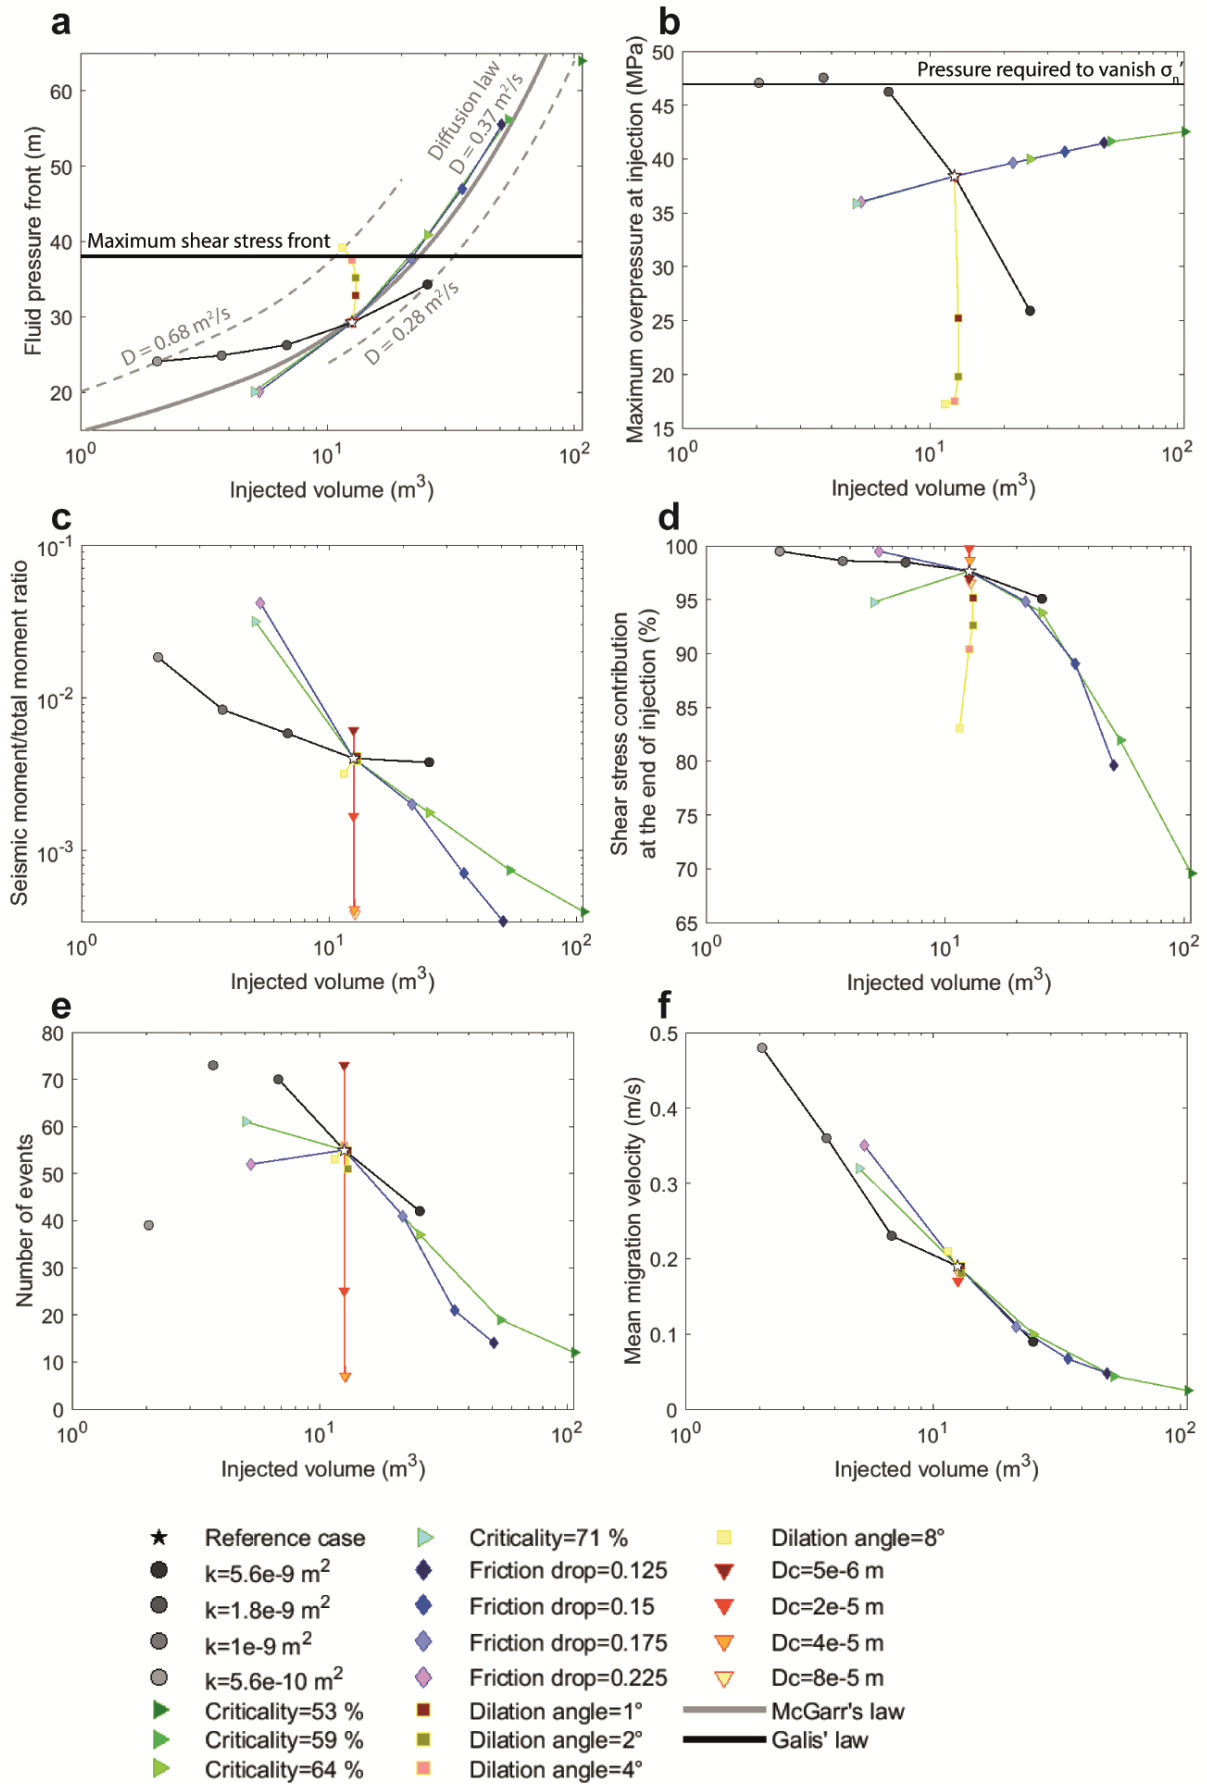 a
Fluid pressure front (m)
60
50
40
30
20
10⁰
10¹
10²
Injected volume (m³)
Diffusion law
D = 0.37 m²/s
Maximum shear stress front
D = 0.68 m²/s
D = 0.28 m²/s
b
Maximum overpressure at injection (MPa)
50
45
40
35
30
25
20
15
10⁰
10¹
10²
Injected volume (m³)
Pressure required to vanish σn′
c
Seismic moment/total moment ratio
10⁻¹
10⁻²
10⁻³
10⁰
10¹
10²
Injected volume (m³)
d
Shear stress contribution
at the end of injection (%)
100
95
90
85
80
75
70
65
10⁰
10¹
10²
Injected volume (m³)
e
Number of events
80
70
60
50
40
30
20
10
0
10⁰
10¹
10²
Injected volume (m³)
f
Mean migration velocity (m/s)
0.5
0.4
0.3
0.2
0.1
0
10⁰
10¹
10²
Injected volume (m³)
Reference case
k=5.6e-9 m²
k=1.8e-9 m²
k=1e-9 m²
k=5.6e-10 m²
Criticality=53 %
Criticality=59 %
Criticality=64 %
Criticality=71 %
Friction drop=0.125
Friction drop=0.15
Friction drop=0.175
Friction drop=0.225
Dilation angle=1°
Dilation angle=2°
Dilation angle=4°
Dilation angle=8°
Dc=5e-6 m
Dc=2e-5 m
Dc=4e-5 m
Dc=8e-5 m
McGarr's law
Galis' law